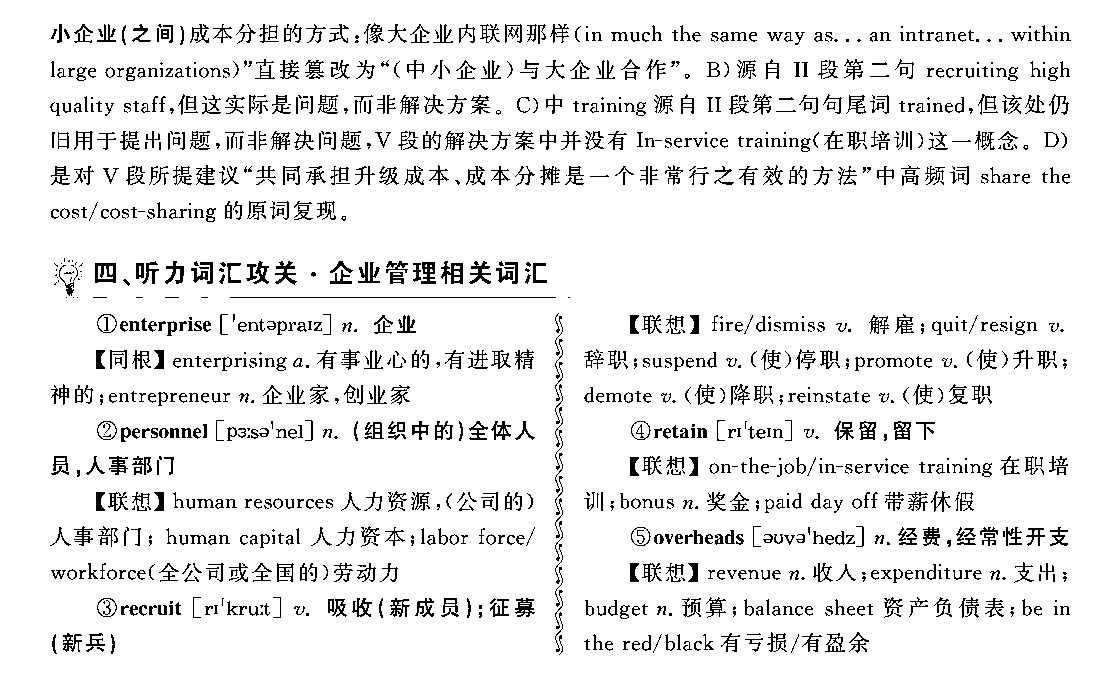 小企业(之间)成本分担的方式;像大企业内联网那样(in much the same way as... an intranet... within
large organizations)”直接篡改为“(中小企业)与大企业合作”。B)源自 II 段第二句 recruiting high
quality staff,但这实际是问题,而非解决方案。C)中 training 源自 II 段第二句句尾词 trained,但该处仍
旧用于提出问题,而非解决问题,V 段的解决方案中并没有 In-service training(在职培训)这一概念。D)
是对 V 段所提建议“共同承担升级成本、成本分摊是一个非常行之有效的方法”中高频词 share the
cost/cost-sharing 的原词复现。
四、听力词汇攻关·企业管理相关词汇
①enterprise [ˈentəpraɪz] n. 企业
【同根】enterprising a. 有事业心的,有进取精
神的;entrepreneur n. 企业家,创业家
②personnel [pɜːsəˈnel] n. (组织中的)全体人
员,人事部门
【联想】human resources 人力资源,(公司的)
人事部门; human capital 人力资本;labor force/
workforce(全公司或全国的)劳动力
③recruit [rɪˈkruːt] v. 吸收(新成员);征募
(新兵)
【联想】fire/dismiss v. 解雇;quit/resign v.
辞职;suspend v. (使)停职;promote v. (使)升职;
demote v. (使)降职;reinstate v. (使)复职
④retain [rɪˈteɪn] v. 保留,留下
【联想】on-the-job/in-service training 在职培
训;bonus n. 奖金;paid day off 带薪休假
⑤overheads [əʊvəˈhedz] n. 经费,经常性开支
【联想】revenue n. 收人;expenditure n. 支出;
budget n. 预算;balance sheet 资产负债表;be in
the red/black 有亏损/有盈余